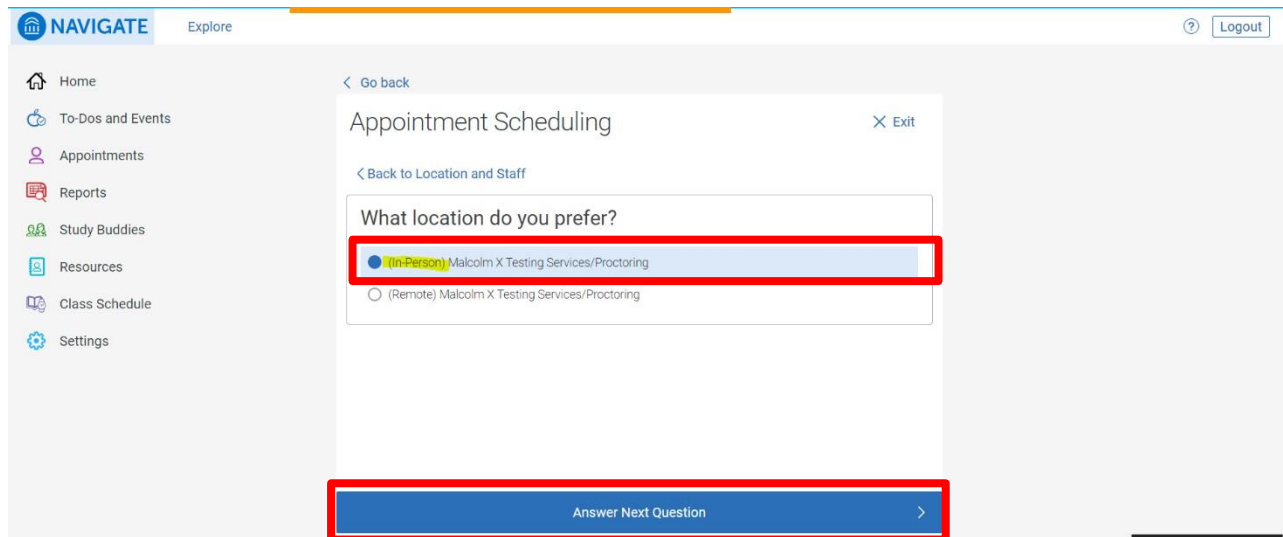 NAVIGATE
Explore
Logout
Home
To-Dos and Events
Appointments
Reports
Study Buddies
Resources
Class Schedule
Settings
Go back
Appointment Scheduling
Exit
Back to Location and Staff
What location do you prefer?
(In-Person) Malcolm X Testing Services/Proctoring
(Remote) Malcolm X Testing Services/Proctoring
Answer Next Question